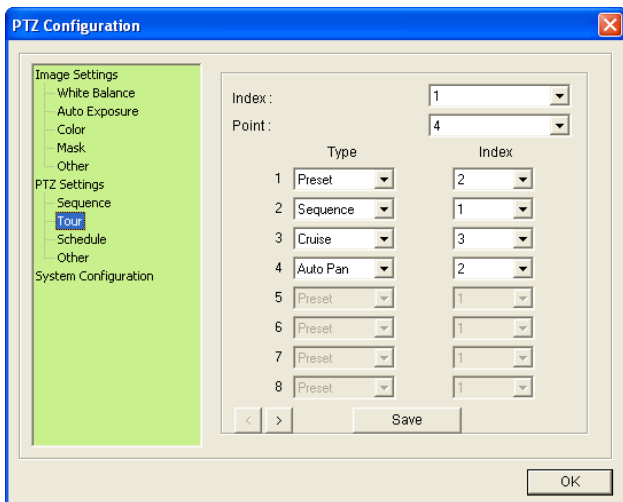 PTZ Configuration
Image Settings
White Balance
Auto Exposure
Color
Mask
Other
PTZ Settings
Sequence
Tour
Schedule
Other
System Configuration
Index : 1
Point : 4
Type Index
1 Preset 2
2 Sequence 1
3 Cruise 3
4 Auto Pan 2
5 Preset 1
6 Preset 1
7 Preset 1
8 Preset 1
< > Save
OK